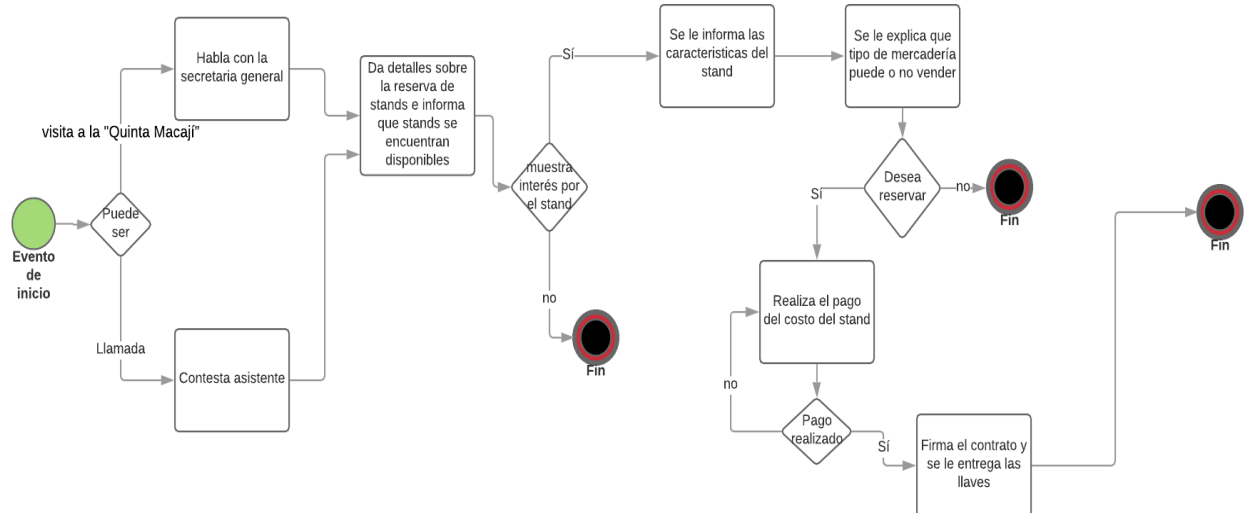 Evento
de
inicio
Puede
ser
visita a la "Quinta Macají"
Llamada
Habla con la
secretaria general
Contesta asistente
Da detalles sobre
la reserva de
stands e informa
que stands se
encuentran
disponibles
muestra
interés por
el stand
Sí
no
Fin
Se le informa las
caracteristicas del
stand
Se le explica que
tipo de mercadería
puede o no vender
Desea
reservar
no
Fin
Sí
Realiza el pago
del costo del stand
Pago
realizado
no
Sí
Firma el contrato y
se le entrega las
llaves
Fin